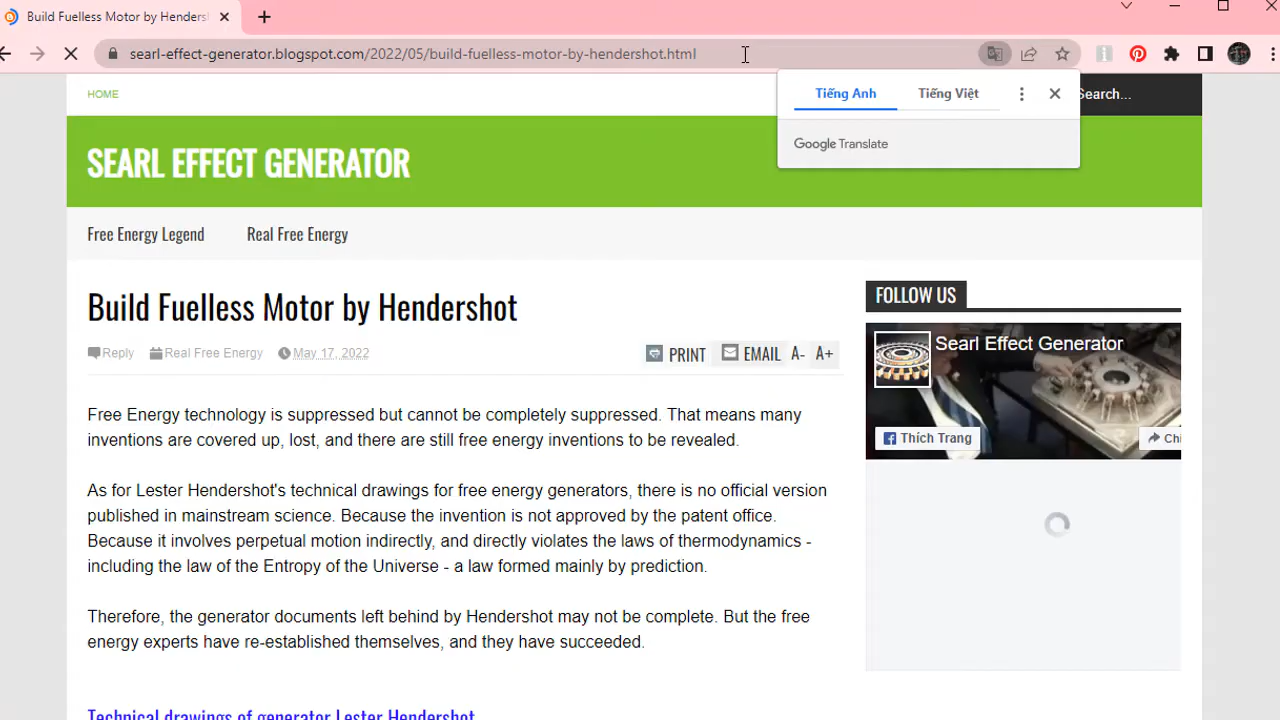 Build Fuelless Motor by Hendersh
searl-effect-generator.blogspot.com/2022/05/build-fuelless-motor-by-hendershot.html
Tiếng Anh Tiếng Việt
Google Translate
HOME
Search...
SEARL EFFECT GENERATOR
Free Energy Legend Real Free Energy
Build Fuelless Motor by Hendershot
Reply Real Free Energy May 17, 2022 PRINT EMAIL A- A+
Free Energy technology is suppressed but cannot be completely suppressed. That means many
inventions are covered up, lost, and there are still free energy inventions to be revealed.
As for Lester Hendershot's technical drawings for free energy generators, there is no official version
published in mainstream science. Because the invention is not approved by the patent office.
Because it involves perpetual motion indirectly, and directly violates the laws of thermodynamics -
including the law of the Entropy of the Universe - a law formed mainly by prediction.
Therefore, the generator documents left behind by Hendershot may not be complete. But the free
energy experts have re-established themselves, and they have succeeded.
Technical drawings of generator Lester Hendershot
FOLLOW US
Searl Effect Generator
Thích Trang
Chi